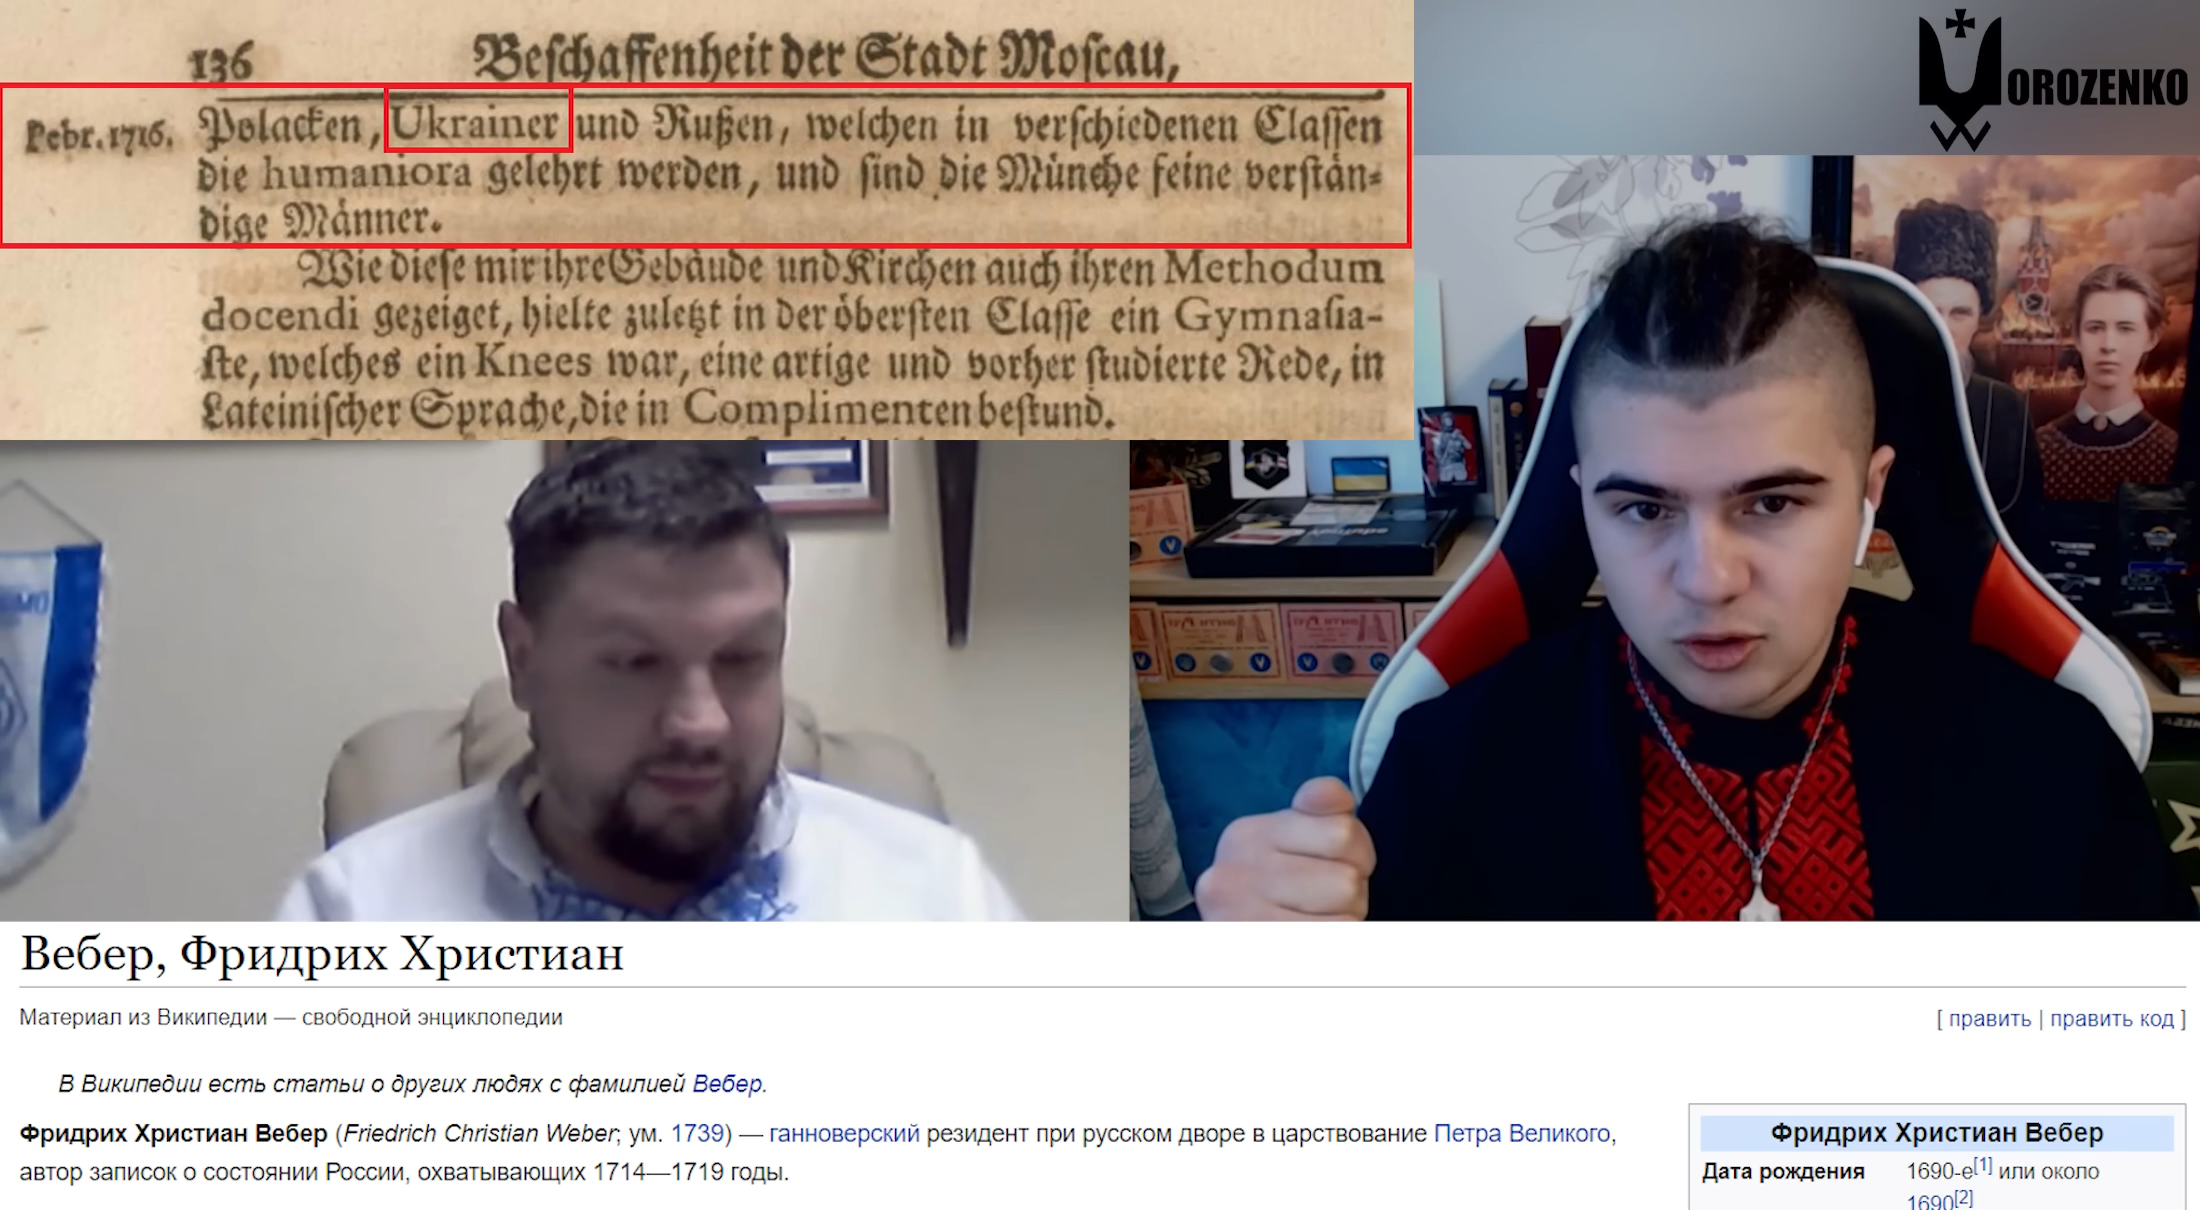 136 Beſchaffenheit der Stadt Moſcau,
Febr. 1716. Polacken, Ukrainer und Rußen, welchen in verſchiedenen Claſſen
die humaniora gelehrt werden, und ſind die Münche feine verſtän⸗
dige Männer.
Wie dieſe mir ihre Gebäude und Kirchen auch ihren Methodum
docendi gezeiget, hielte zuletzt in der öberſten Claſſe ein Gymnaſia-
ſte, welches ein Knees war, eine artige und vorher ſtudierte Rede, in
Lateiniſcher Sprache, die in Complimenten beſtund.
OROZENKO
Вебер, Фридрих Христиан
Материал из Википедии — свободной энциклопедии
[ править | править код ]
В Википедии есть статьи о других людях с фамилией Вебер.
Фридрих Христиан Вебер (Friedrich Christian Weber; ум. 1739) — ганноверский резидент при русском дворе в царствование Петра Великого,
автор записок о состоянии России, охватывающих 1714—1719 годы.
Фридрих Христиан Вебер
Дата рождения 1690-е[1] или около
1690[2]